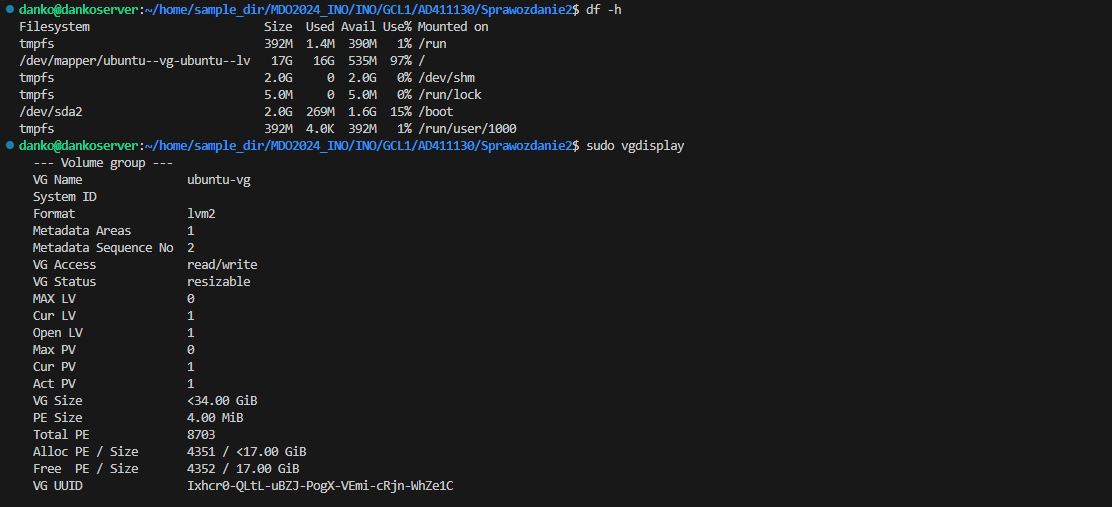 danko@dankoserver:~/home/sample_dir/MDO2024_INO/INO/GCL1/AD411130/Sprawozdanie2$ df -h
Filesystem                         Size  Used Avail Use% Mounted on
tmpfs                              392M  1.4M  390M   1% /run
/dev/mapper/ubuntu--vg-ubuntu--lv   17G   16G  535M  97% /
tmpfs                              2.0G     0  2.0G   0% /dev/shm
tmpfs                              5.0M     0  5.0M   0% /run/lock
/dev/sda2                          2.0G  269M  1.6G  15% /boot
tmpfs                              392M  4.0K  392M   1% /run/user/1000
danko@dankoserver:~/home/sample_dir/MDO2024_INO/INO/GCL1/AD411130/Sprawozdanie2$ sudo vgdisplay
  --- Volume group ---
  VG Name               ubuntu-vg
  System ID
  Format                lvm2
  Metadata Areas        1
  Metadata Sequence No  2
  VG Access             read/write
  VG Status             resizable
  MAX LV                0
  Cur LV                1
  Open LV               1
  Max PV                0
  Cur PV                1
  Act PV                1
  VG Size               <34.00 GiB
  PE Size               4.00 MiB
  Total PE              8703
  Alloc PE / Size       4351 / <17.00 GiB
  Free  PE / Size       4352 / 17.00 GiB
  VG UUID               Ixhcr0-QLtL-uBZJ-PogX-VEmi-cRjn-WhZe1C